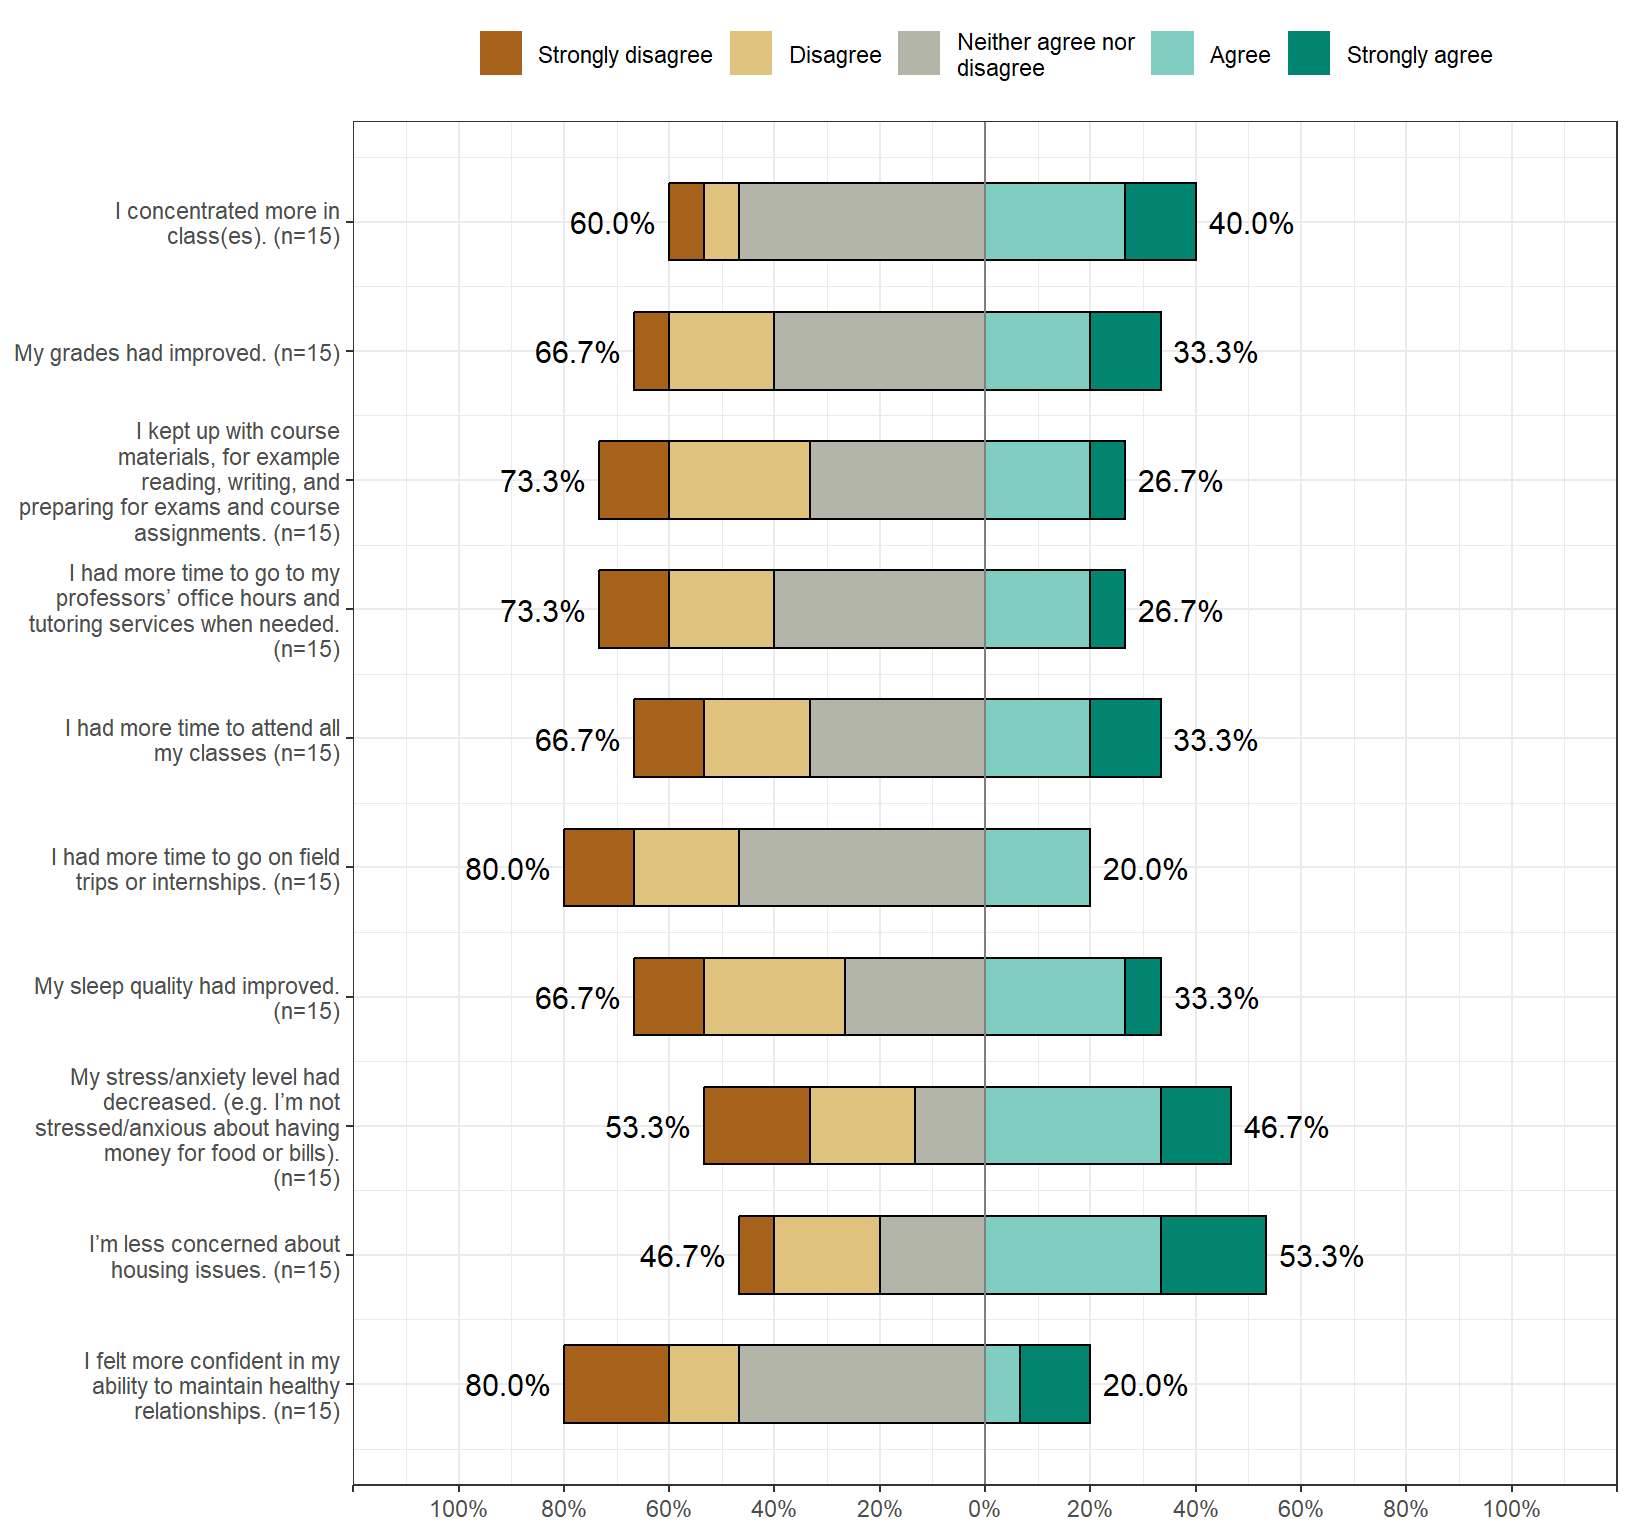 Strongly disagree
Disagree
Neither agree nor
disagree
Agree
Strongly agree
I concentrated more in
class(es). (n=15)
60.0%
40.0%
My grades had improved. (n=15)
66.7%
33.3%
I kept up with course
materials, for example
reading, writing, and
preparing for exams and course
assignments. (n=15)
73.3%
26.7%
I had more time to go to my
professors’ office hours and
tutoring services when needed.
(n=15)
73.3%
26.7%
I had more time to attend all
my classes (n=15)
66.7%
33.3%
I had more time to go on field
trips or internships. (n=15)
80.0%
20.0%
My sleep quality had improved.
(n=15)
66.7%
33.3%
My stress/anxiety level had
decreased. (e.g. I’m not
stressed/anxious about having
money for food or bills).
(n=15)
53.3%
46.7%
I’m less concerned about
housing issues. (n=15)
46.7%
53.3%
I felt more confident in my
ability to maintain healthy
relationships. (n=15)
80.0%
20.0%
100% 80% 60% 40% 20% 0% 20% 40% 60% 80% 100%